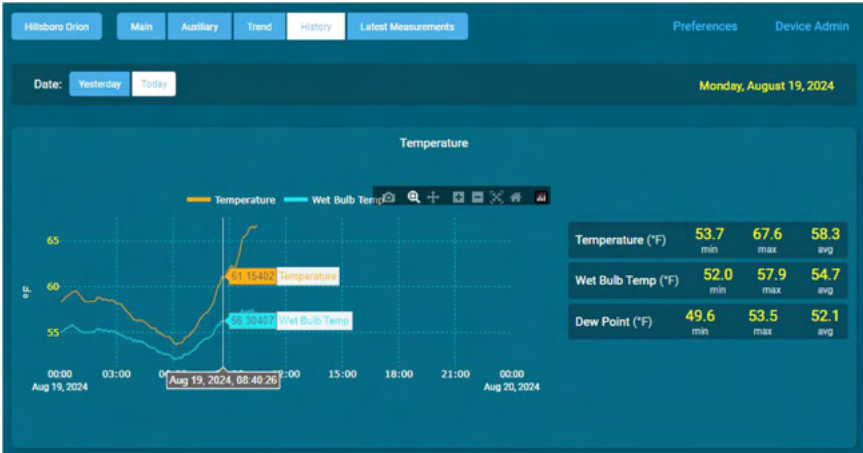 Hillsboro Orion Main Auxiliary Trend History Latest Measurements Preferences Device Admin
Date: Yesterday Today Monday, August 19, 2024
Temperature
Temperature Wet Bulb Temp
65
60
55
°F
61.15402 Temperature
56.30407 Wet Bulb Temp
00:00 03:00 2:00 15:00 18:00 21:00 00:00
Aug 19, 2024 Aug 19, 2024, 08:40:26 Aug 20, 2024
Temperature (°F) 53.7 67.6 58.3
min max avg
Wet Bulb Temp (°F) 52.0 57.9 54.7
min max avg
Dew Point (°F) 49.6 53.5 52.1
min max avg